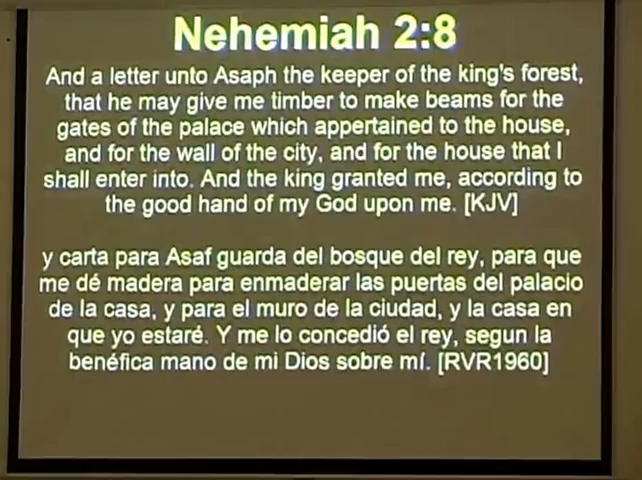 Nehemiah 2:8
And a letter unto Asaph the keeper of the king's forest,
that he may give me timber to make beams for the
gates of the palace which appertained to the house,
and for the wall of the city, and for the house that I
shall enter into. And the king granted me, according to
the good hand of my God upon me. [KJV]
y carta para Asaf guarda del bosque del rey, para que
me dé madera para enmaderar las puertas del palacio
de la casa, y para el muro de la ciudad, y la casa en
que yo estaré. Y me lo concedió el rey, segun la
benéfica mano de mi Dios sobre mí. [RVR1960]